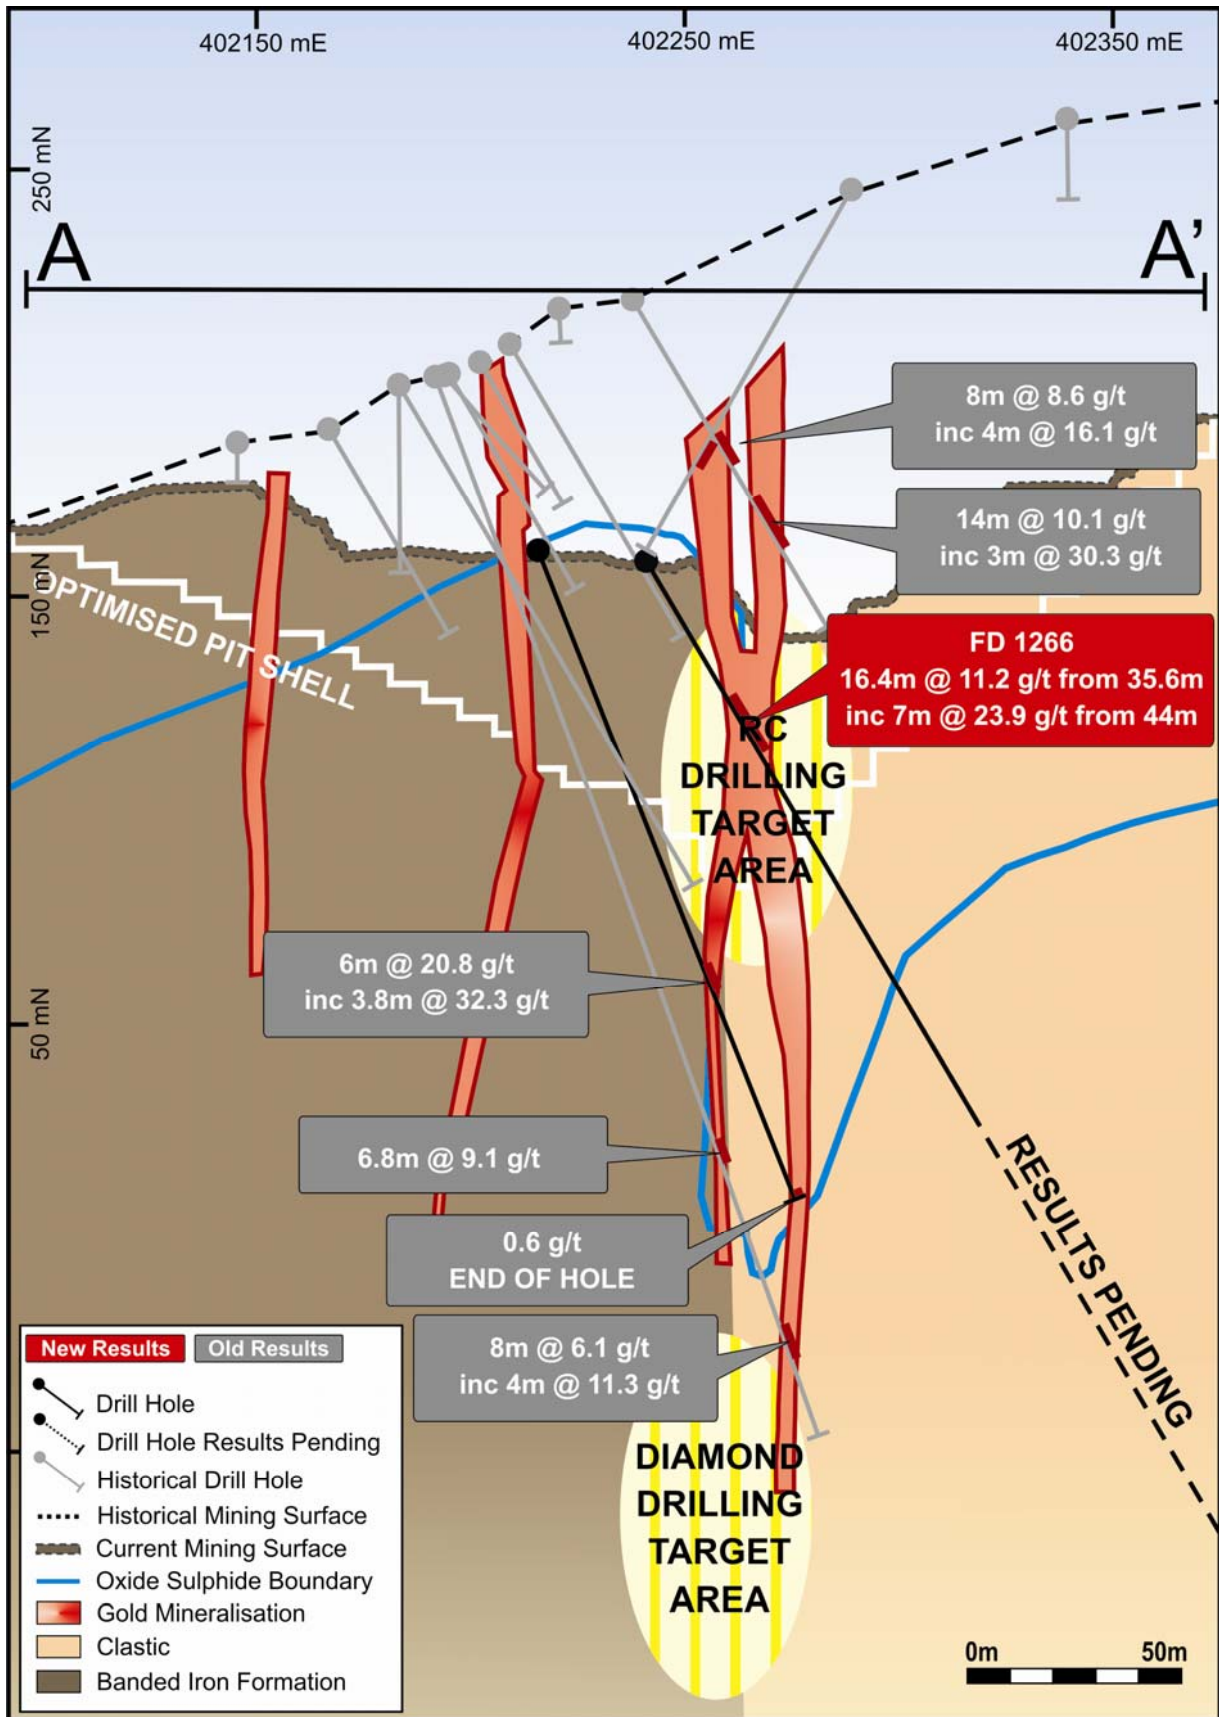 402150 mE
402250 mE
402350 mE
250 mN
A
A’
8m @ 8.6 g/t
inc 4m @ 16.1 g/t
14m @ 10.1 g/t
inc 3m @ 30.3 g/t
150 mN
OPTIMISED PIT SHELL
FD 1266
16.4m @ 11.2 g/t from 35.6m
inc 7m @ 23.9 g/t from 44m
RC
DRILLING
TARGET
AREA
6m @ 20.8 g/t
inc 3.8m @ 32.3 g/t
50 mN
6.8m @ 9.1 g/t
RESULTS PENDING
0.6 g/t
END OF HOLE
8m @ 6.1 g/t
inc 4m @ 11.3 g/t
DIAMOND
DRILLING
TARGET
AREA
New Results
Old Results
Drill Hole
Drill Hole Results Pending
Historical Drill Hole
Historical Mining Surface
Current Mining Surface
Oxide Sulphide Boundary
Gold Mineralisation
Clastic
Banded Iron Formation
0m
50m